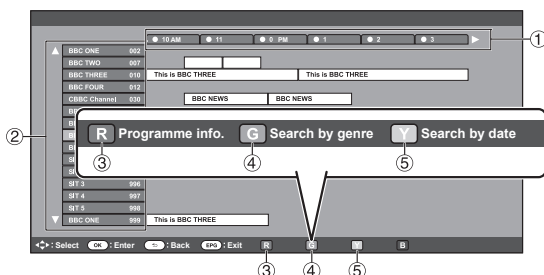 10 AM 11 0 PM 1 2 3 ①
BBC ONE 002
BBC TWO 007
BBC THREE 010 This is BBC THREE This is BBC THREE
BBC FOUR 012
CBBC Channel 030 BBC NEWS BBC NEWS
②
R Programme info. G Search by genre Y Search by date
③ ④ ⑤
SIT 3 996
SIT 4 997
SIT 5 998
BBC ONE 999 This is BBC THREE
: Select OK : Enter : Back EPG : Exit R G Y B
③ ④ ⑤